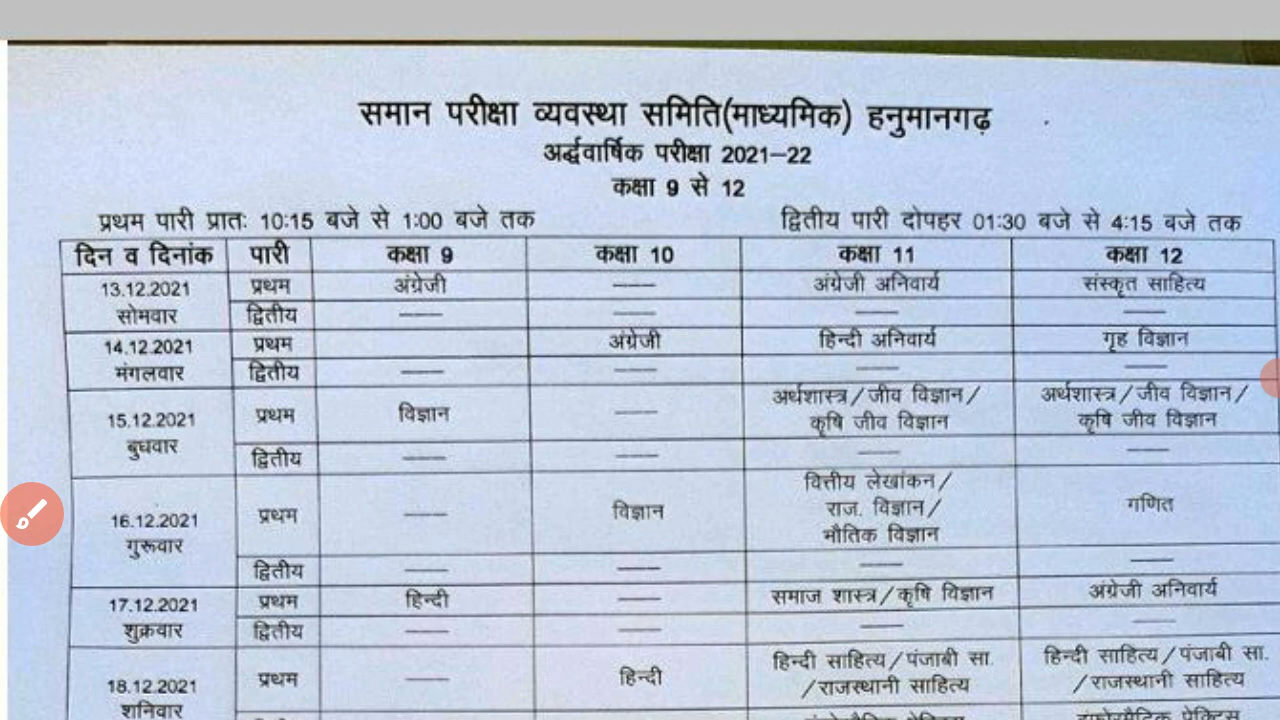 समान परीक्षा व्यवस्था समिति(माध्यमिक) हनुमानगढ़
अर्द्धवार्षिक परीक्षा 2021–22
कक्षा 9 से 12
प्रथम पारी प्रातः 10:15 बजे से 1:00 बजे तक द्वितीय पारी दोपहर 01:30 बजे से 4:15 बजे तक
दिन व दिनांक पारी कक्षा 9 कक्षा 10 कक्षा 11 कक्षा 12
13.12.2021 प्रथम अंग्रेजी —— अंग्रेजी अनिवार्य संस्कृत साहित्य
सोमवार द्वितीय —— —— —— ——
14.12.2021 प्रथम —— अंग्रेजी हिन्दी अनिवार्य गृह विज्ञान
मंगलवार द्वितीय —— —— —— ——
अर्थशास्त्र/जीव विज्ञान/ अर्थशास्त्र/जीव विज्ञान/
15.12.2021 प्रथम विज्ञान —— कृषि जीव विज्ञान कृषि जीव विज्ञान
बुधवार द्वितीय —— —— —— ——
वित्तीय लेखांकन/
16.12.2021 प्रथम —— विज्ञान राज. विज्ञान/ गणित
गुरूवार भौतिक विज्ञान
द्वितीय —— —— —— ——
17.12.2021 प्रथम हिन्दी —— समाज शास्त्र/कृषि विज्ञान अंग्रेजी अनिवार्य
शुक्रवार द्वितीय —— —— —— ——
हिन्दी साहित्य/पंजाबी सा. हिन्दी साहित्य/पंजाबी सा.
18.12.2021 प्रथम —— हिन्दी /राजस्थानी साहित्य /राजस्थानी साहित्य
शनिवार